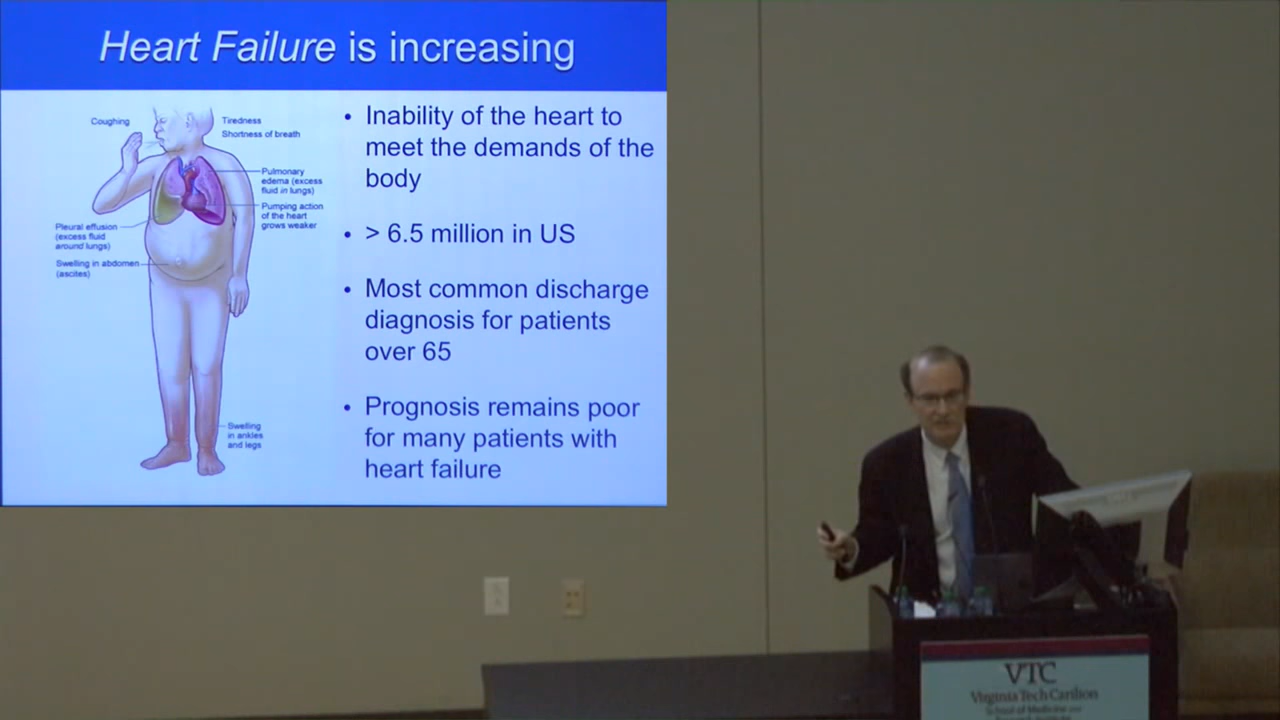 Heart Failure is increasing
Coughing
Tiredness
Shortness of breath
Pulmonary
edema (excess
fluid in lungs)
Pumping action
of the heart
grows weaker
Pleural effusion
(excess fluid
around lungs)
Swelling in abdomen
(ascites)
Swelling
in ankles
and legs
• Inability of the heart to
meet the demands of the
body
• > 6.5 million in US
• Most common discharge
diagnosis for patients
over 65
• Prognosis remains poor
for many patients with
heart failure
VTC
Virginia Tech Carilion
School of Medicine and